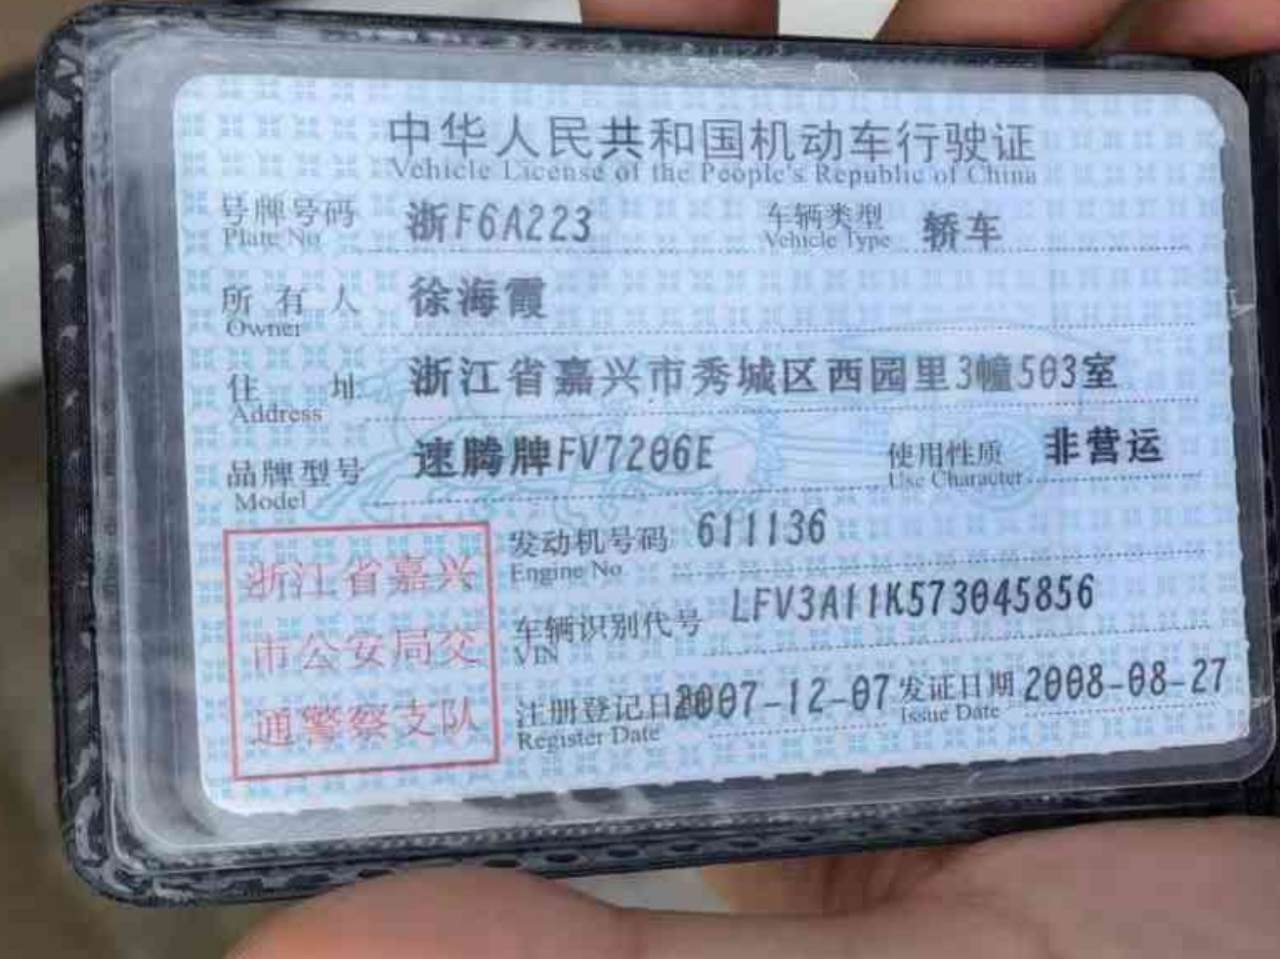 中华人民共和国机动车行驶证
Vehicle License of the People's Republic of China
号牌号码 浙F6A223 车辆类型 轿车
Plate No Vehicle Type
所有人 徐海霞
Owner
住址 浙江省嘉兴市秀城区西园里3幢503室
Address
品牌型号 速腾牌FV7206E 使用性质 非营运
Model Use Character
浙江省嘉兴
市公安局交
通警察支队
发动机号码 611136
Engine No
车辆识别代号 LFV3A11K573045856
VIN
注册登记日期 2007-12-07 发证日期 2008-08-27
Register Date Issue Date